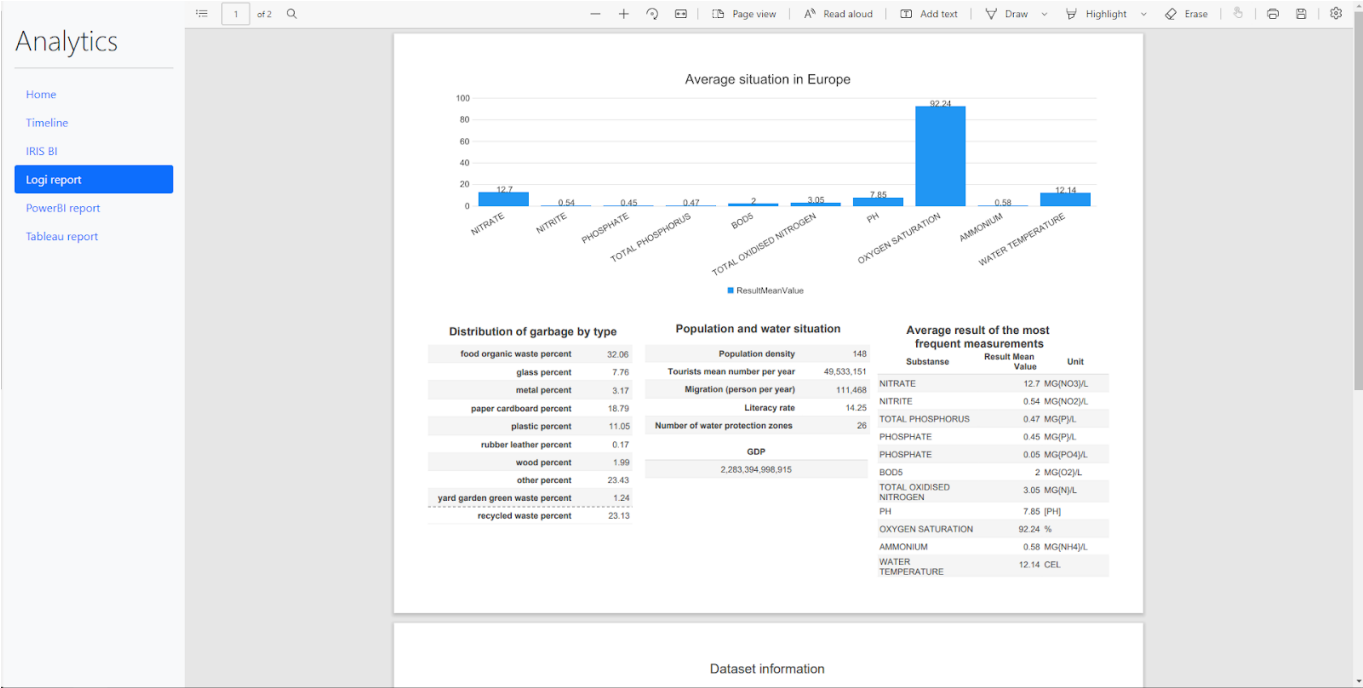 Analytics
Home
Timeline
IRIS BI
Logi report
PowerBI report
Tableau report
1 of 2
Page view
Read aloud
Add text
Draw
Highlight
Erase
Average situation in Europe
100
80
60
40
20
0
12.7
0.54
0.45
0.47
2
3.05
7.85
92.24
0.58
12.14
NITRATE
NITRITE
PHOSPHATE
TOTAL PHOSPHORUS
BOD5
TOTAL OXIDISED NITROGEN
PH
OXYGEN SATURATION
AMMONIUM
WATER TEMPERATURE
ResultMeanValue
Distribution of garbage by type
food organic waste percent 32.06
glass percent 7.76
metal percent 3.17
paper cardboard percent 18.79
plastic percent 11.05
rubber leather percent 0.17
wood percent 1.99
other percent 23.43
yard garden green waste percent 1.24
recycled waste percent 23.13
Population and water situation
Population density 148
Tourists mean number per year 49,533,151
Migration (person per year) 111,468
Literacy rate 14.25
Number of water protection zones 26
GDP
2,283,394,998,915
Average result of the most
frequent measurements
Substanse Result Mean Unit
Value
NITRATE 12.7 MG{NO3}/L
NITRITE 0.54 MG{NO2}/L
TOTAL PHOSPHORUS 0.47 MG{P}/L
PHOSPHATE 0.45 MG{P}/L
PHOSPHATE 0.05 MG{PO4}/L
BOD5 2 MG{O2}/L
TOTAL OXIDISED
NITROGEN 3.05 MG{N}/L
PH 7.85 [PH]
OXYGEN SATURATION 92.24 %
AMMONIUM 0.58 MG{NH4}/L
WATER
TEMPERATURE 12.14 CEL
Dataset information